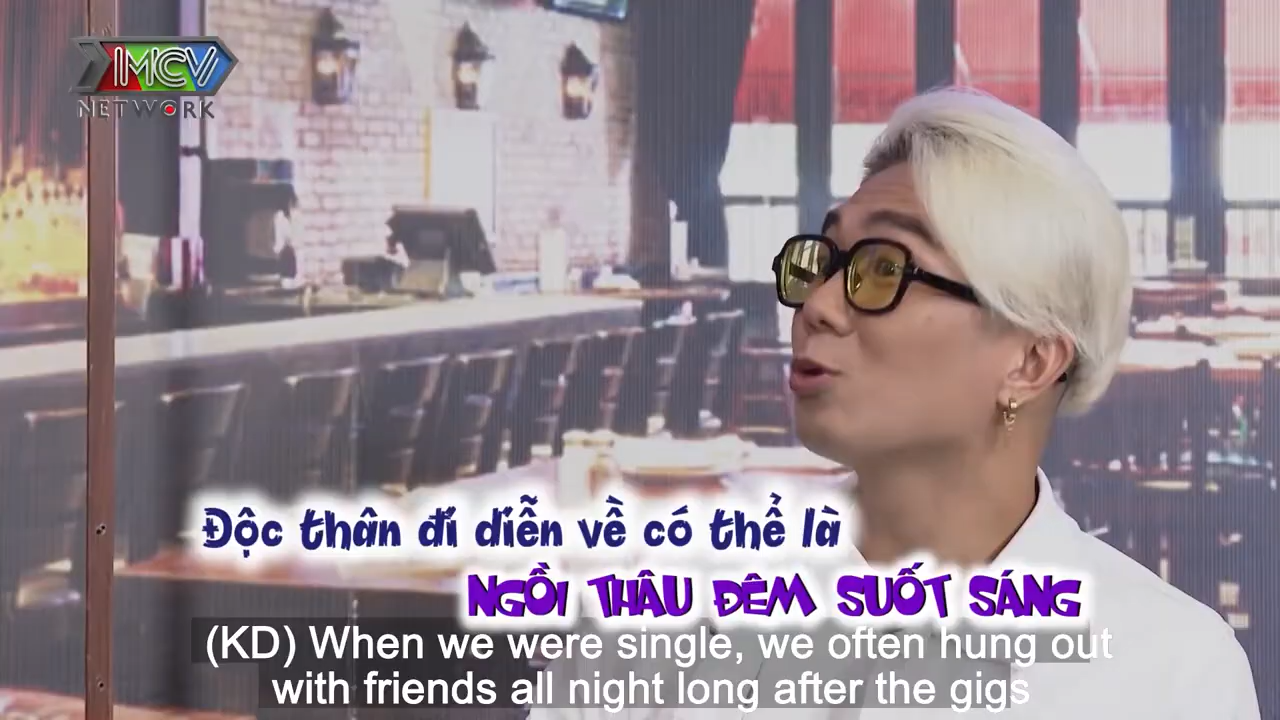 MCV
NETWORK
Độc thân đi diễn về có thể là
NGỒI THÂU ĐÊM SUỐT SÁNG
(KD) When we were single, we often hung out
with friends all night long after the gigs